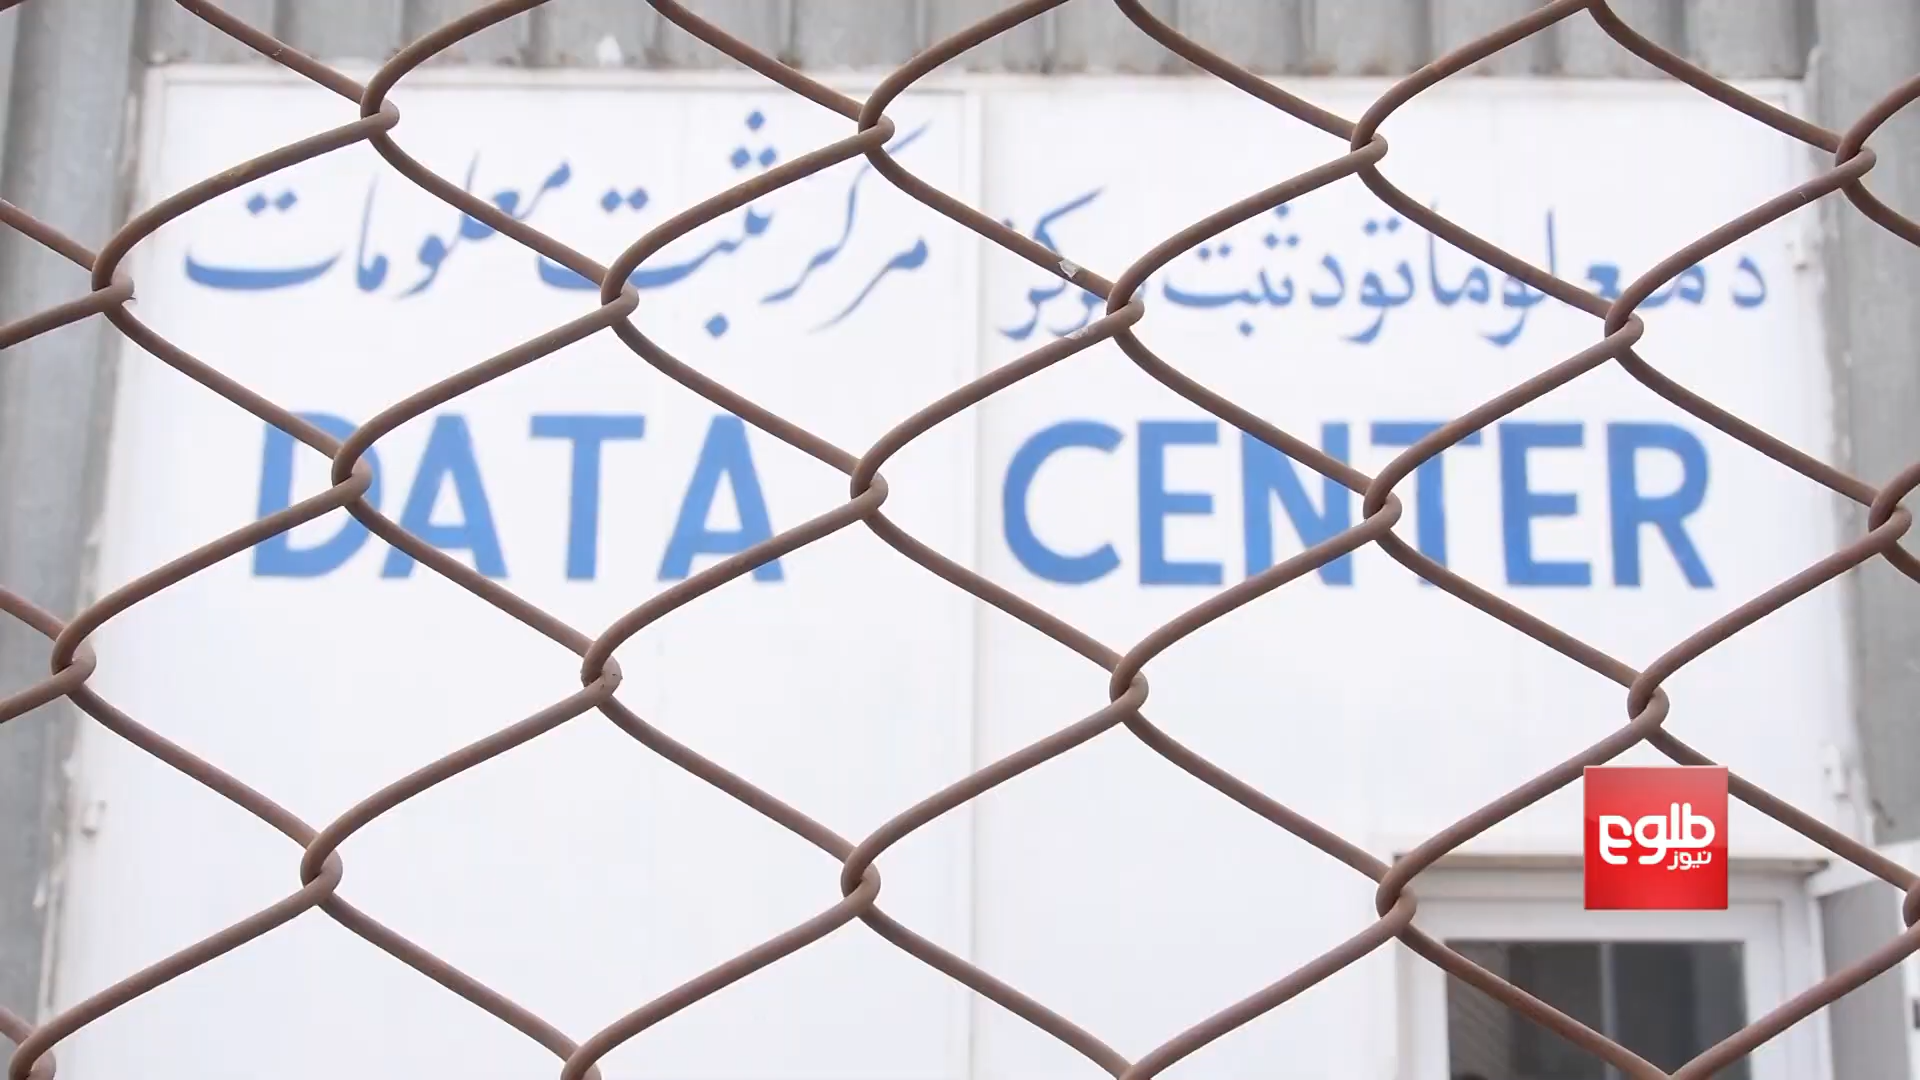 د معلوماتو د ثبت مرکز
مرکز ثبت معلومات
DATA CENTER
طلوع
نیوز